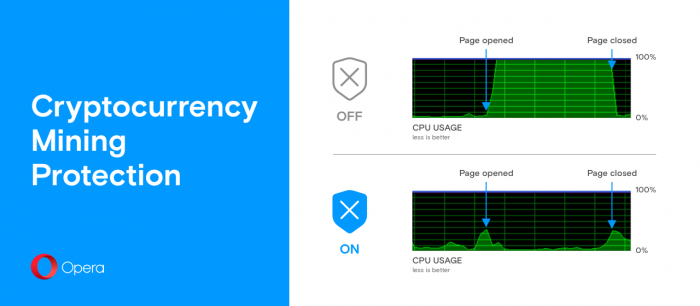 Cryptocurrency
Mining
Protection
Opera
Page opened
Page closed
100%
OFF
0%
CPU USAGE
less is better
Page opened
Page closed
100%
ON
0%
CPU USAGE
less is better